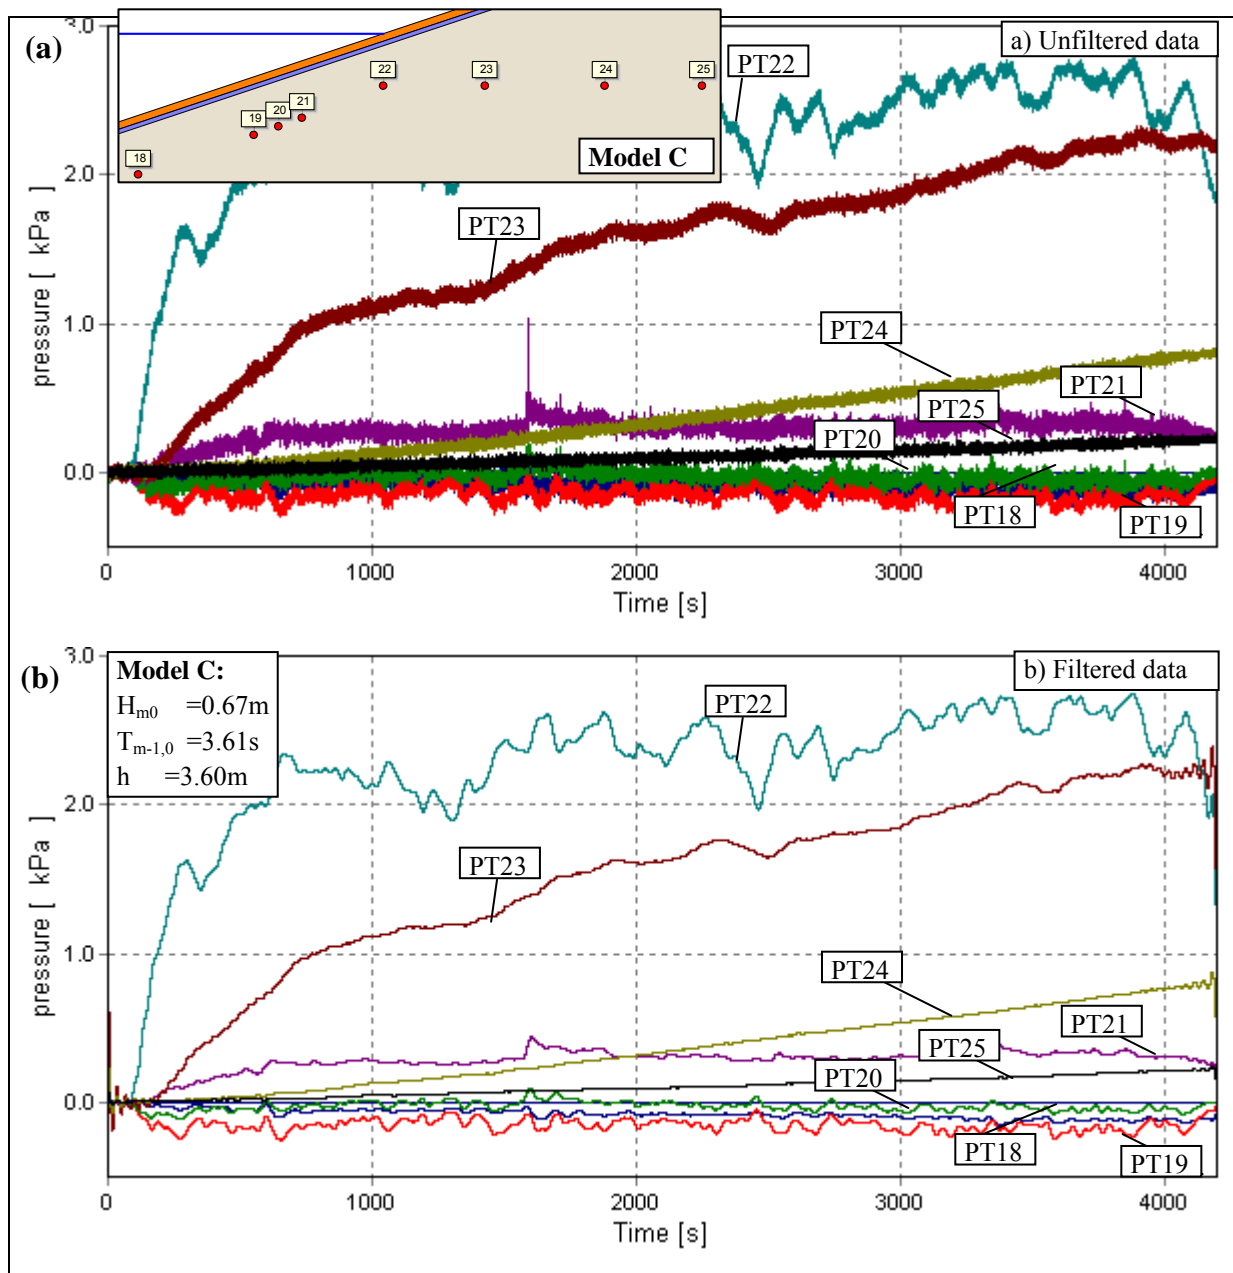 (a)
3.0
2.0
1.0
0.0
pressure [ kPa]
a) Unfiltered data
18
19
20
21
22
23
24
25
Model C
PT22
PT23
PT24
PT21
PT25
PT20
PT18
PT19
0
1000
2000
3000
4000
Time [s]
(b)
3.0
2.0
1.0
0.0
pressure [ kPa]
Model C:
Hm0 =0.67m
Tm-1,0 =3.61s
h =3.60m
b) Filtered data
PT22
PT23
PT24
PT21
PT25
PT20
PT18
PT19
0
1000
2000
3000
4000
Time [s]